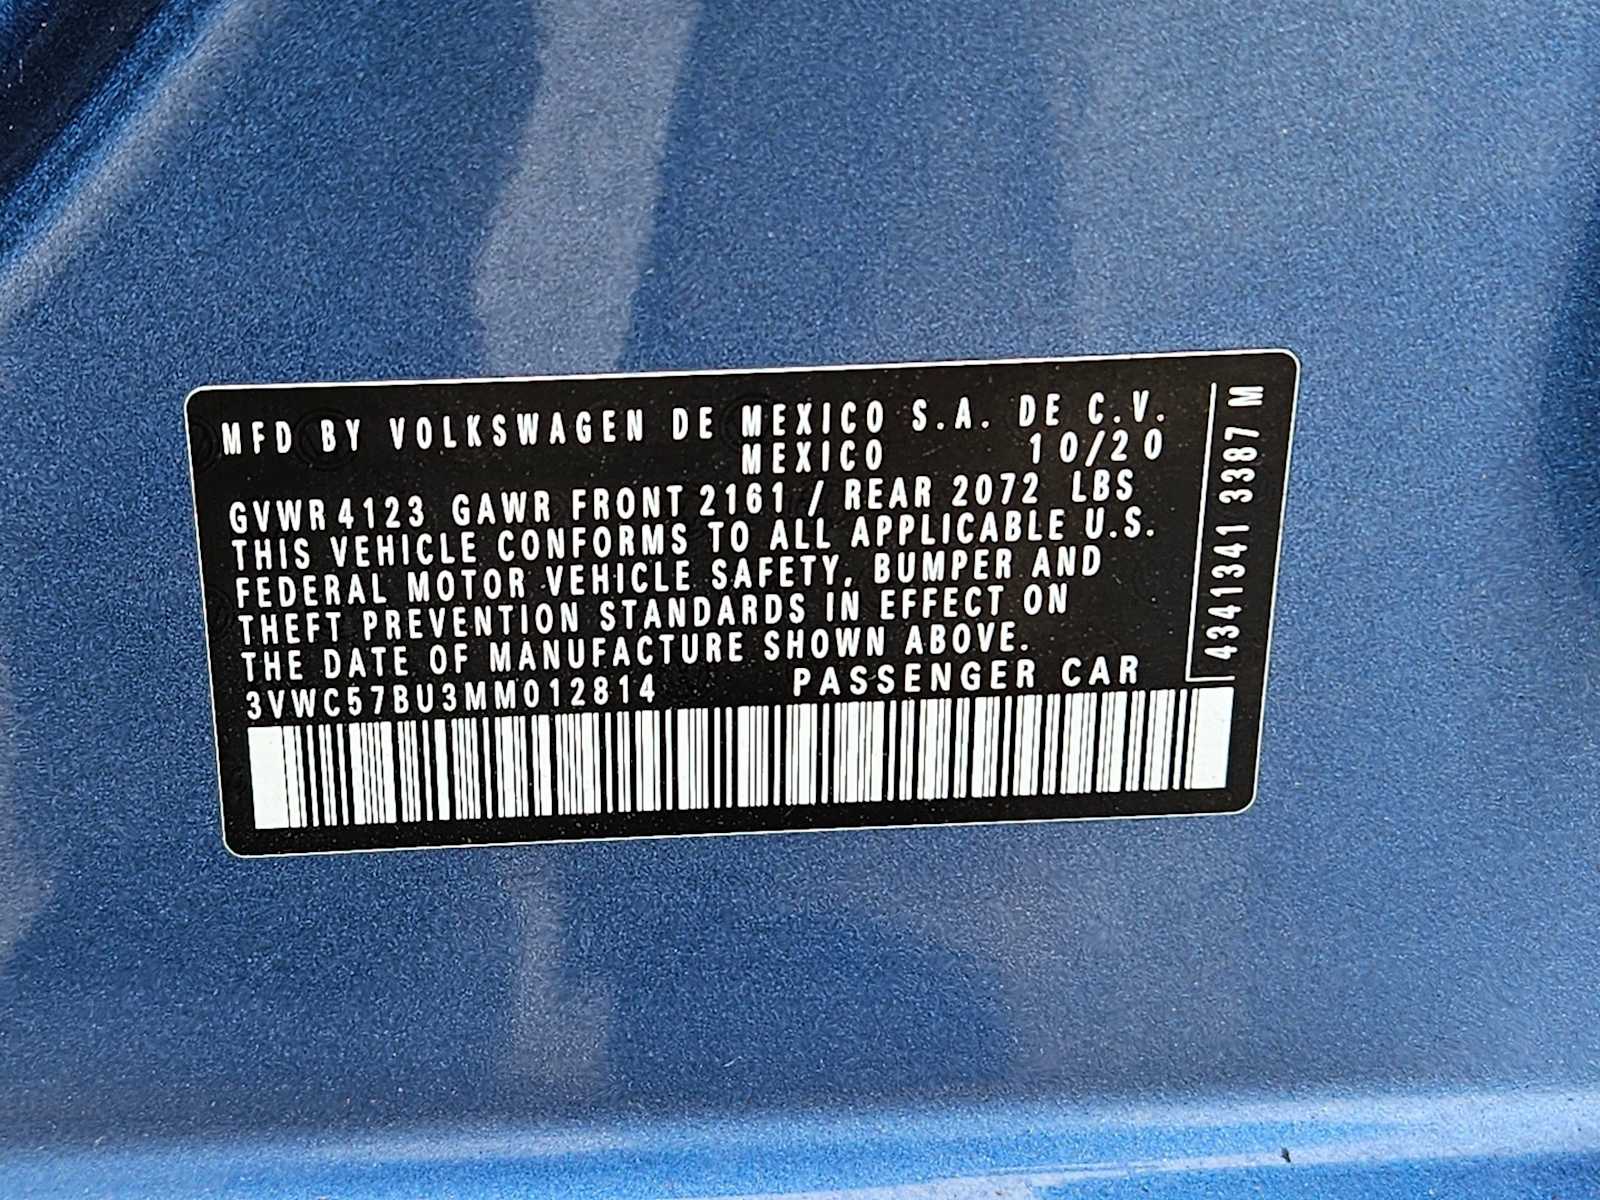 MFD BY VOLKSWAGEN DE MEXICO S.A. DE C.V.
MEXICO 10/20
GVWR 4123 GAWR FRONT 2161 / REAR 2072 LBS
THIS VEHICLE CONFORMS TO ALL APPLICABLE U.S.
FEDERAL MOTOR VEHICLE SAFETY, BUMPER AND
THEFT PREVENTION STANDARDS IN EFFECT ON
THE DATE OF MANUFACTURE SHOWN ABOVE.
3VWC57BU3MM012814 PASSENGER CAR
4341341 3387 M